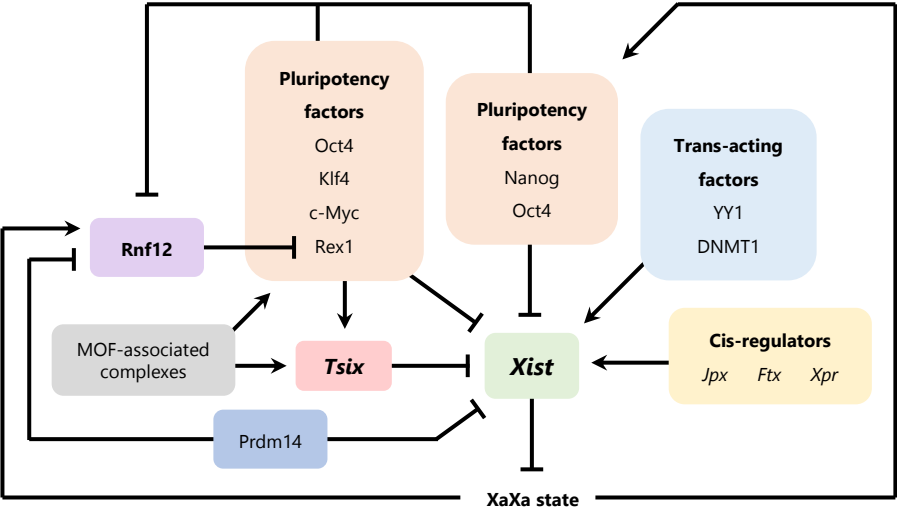 Pluripotency
factors
Oct4
Klf4
c-Myc
Rex1
Pluripotency
factors
Nanog
Oct4
Trans-acting
factors
YY1
DNMT1
Rnf12
MOF-associated
complexes
Tsix
Xist
Cis-regulators
Jpx Ftx Xpr
Prdm14
XaXa state